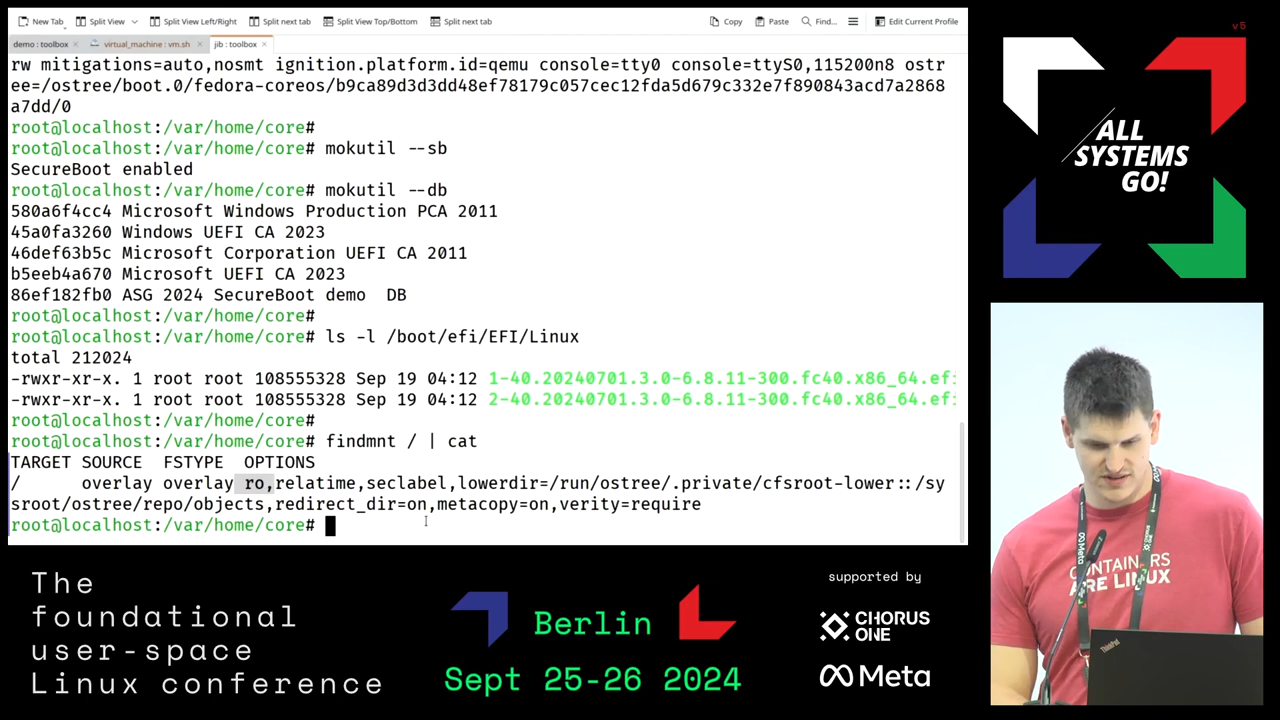 New Tab Split View Split View Left/Right Split next tab Split View Top/Bottom Split next tab Copy Paste Find... Edit Current Profile
demo : toolbox virtual_machine : vm.sh jib : toolbox
rw mitigations=auto,nosmt ignition.platform.id=qemu console=tty0 console=ttyS0,115200n8 ostr
ee=/ostree/boot.0/fedora-coreos/b9ca89d3d3dd48ef78179c057cec12fda5d679c332e7f890843acd7a2868
a7dd/0
root@localhost:/var/home/core#
root@localhost:/var/home/core# mokutil --sb
SecureBoot enabled
root@localhost:/var/home/core# mokutil --db
580a6f4cc4 Microsoft Windows Production PCA 2011
45a0fa3260 Windows UEFI CA 2023
46def63b5c Microsoft Corporation UEFI CA 2011
b5eeb4a670 Microsoft UEFI CA 2023
86ef182fb0 ASG 2024 SecureBoot demo  DB
root@localhost:/var/home/core#
root@localhost:/var/home/core# ls -l /boot/efi/EFI/Linux
total 212024
-rwxr-xr-x. 1 root root 108555328 Sep 19 04:12 1-40.20240701.3.0-6.8.11-300.fc40.x86_64.efi
-rwxr-xr-x. 1 root root 108555328 Sep 19 04:12 2-40.20240701.3.0-6.8.11-300.fc40.x86_64.efi
root@localhost:/var/home/core#
root@localhost:/var/home/core# findmnt / | cat
TARGET SOURCE  FSTYPE  OPTIONS
/      overlay overlay ro,relatime,seclabel,lowerdir=/run/ostree/.private/cfsroot-lower::/sy
sroot/ostree/repo/objects,redirect_dir=on,metacopy=on,verity=require
root@localhost:/var/home/core#
v5
ALL
SYSTEMS
GO!
CONTAINERS
ARE LINUX
ThinkPad
The
foundational
user-space
Linux conference
Berlin
Sept 25-26 2024
supported by
CHORUS
ONE
Meta